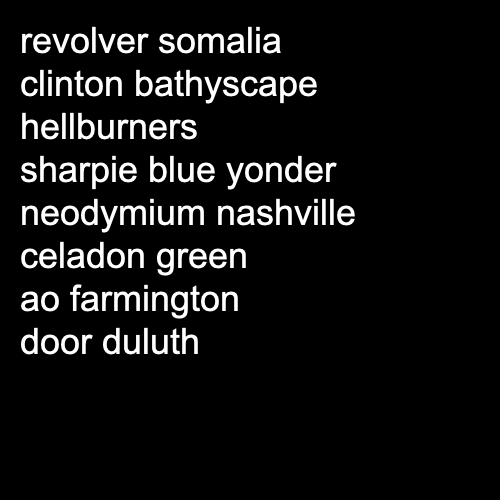 revolver somalia
clinton bathyscape
hellburners
sharpie blue yonder
neodymium nashville
celadon green
ao farmington
door duluth